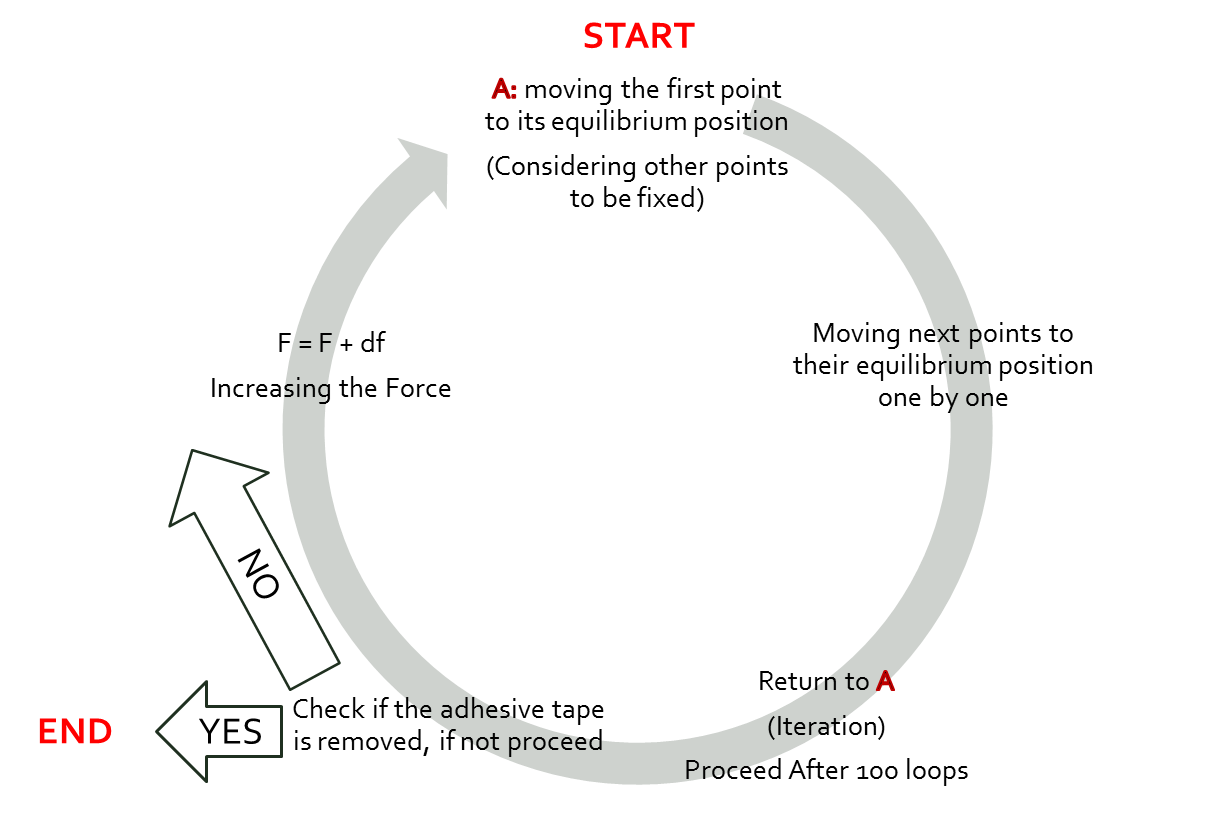 START
A: moving the first point
to its equilibrium position
(Considering other points
to be fixed)
Moving next points to
their equilibrium position
one by one
Return to A
(Iteration)
Proceed After 100 loops
Check if the adhesive tape
is removed, if not proceed
YES
END
NO
F = F + df
Increasing the Force